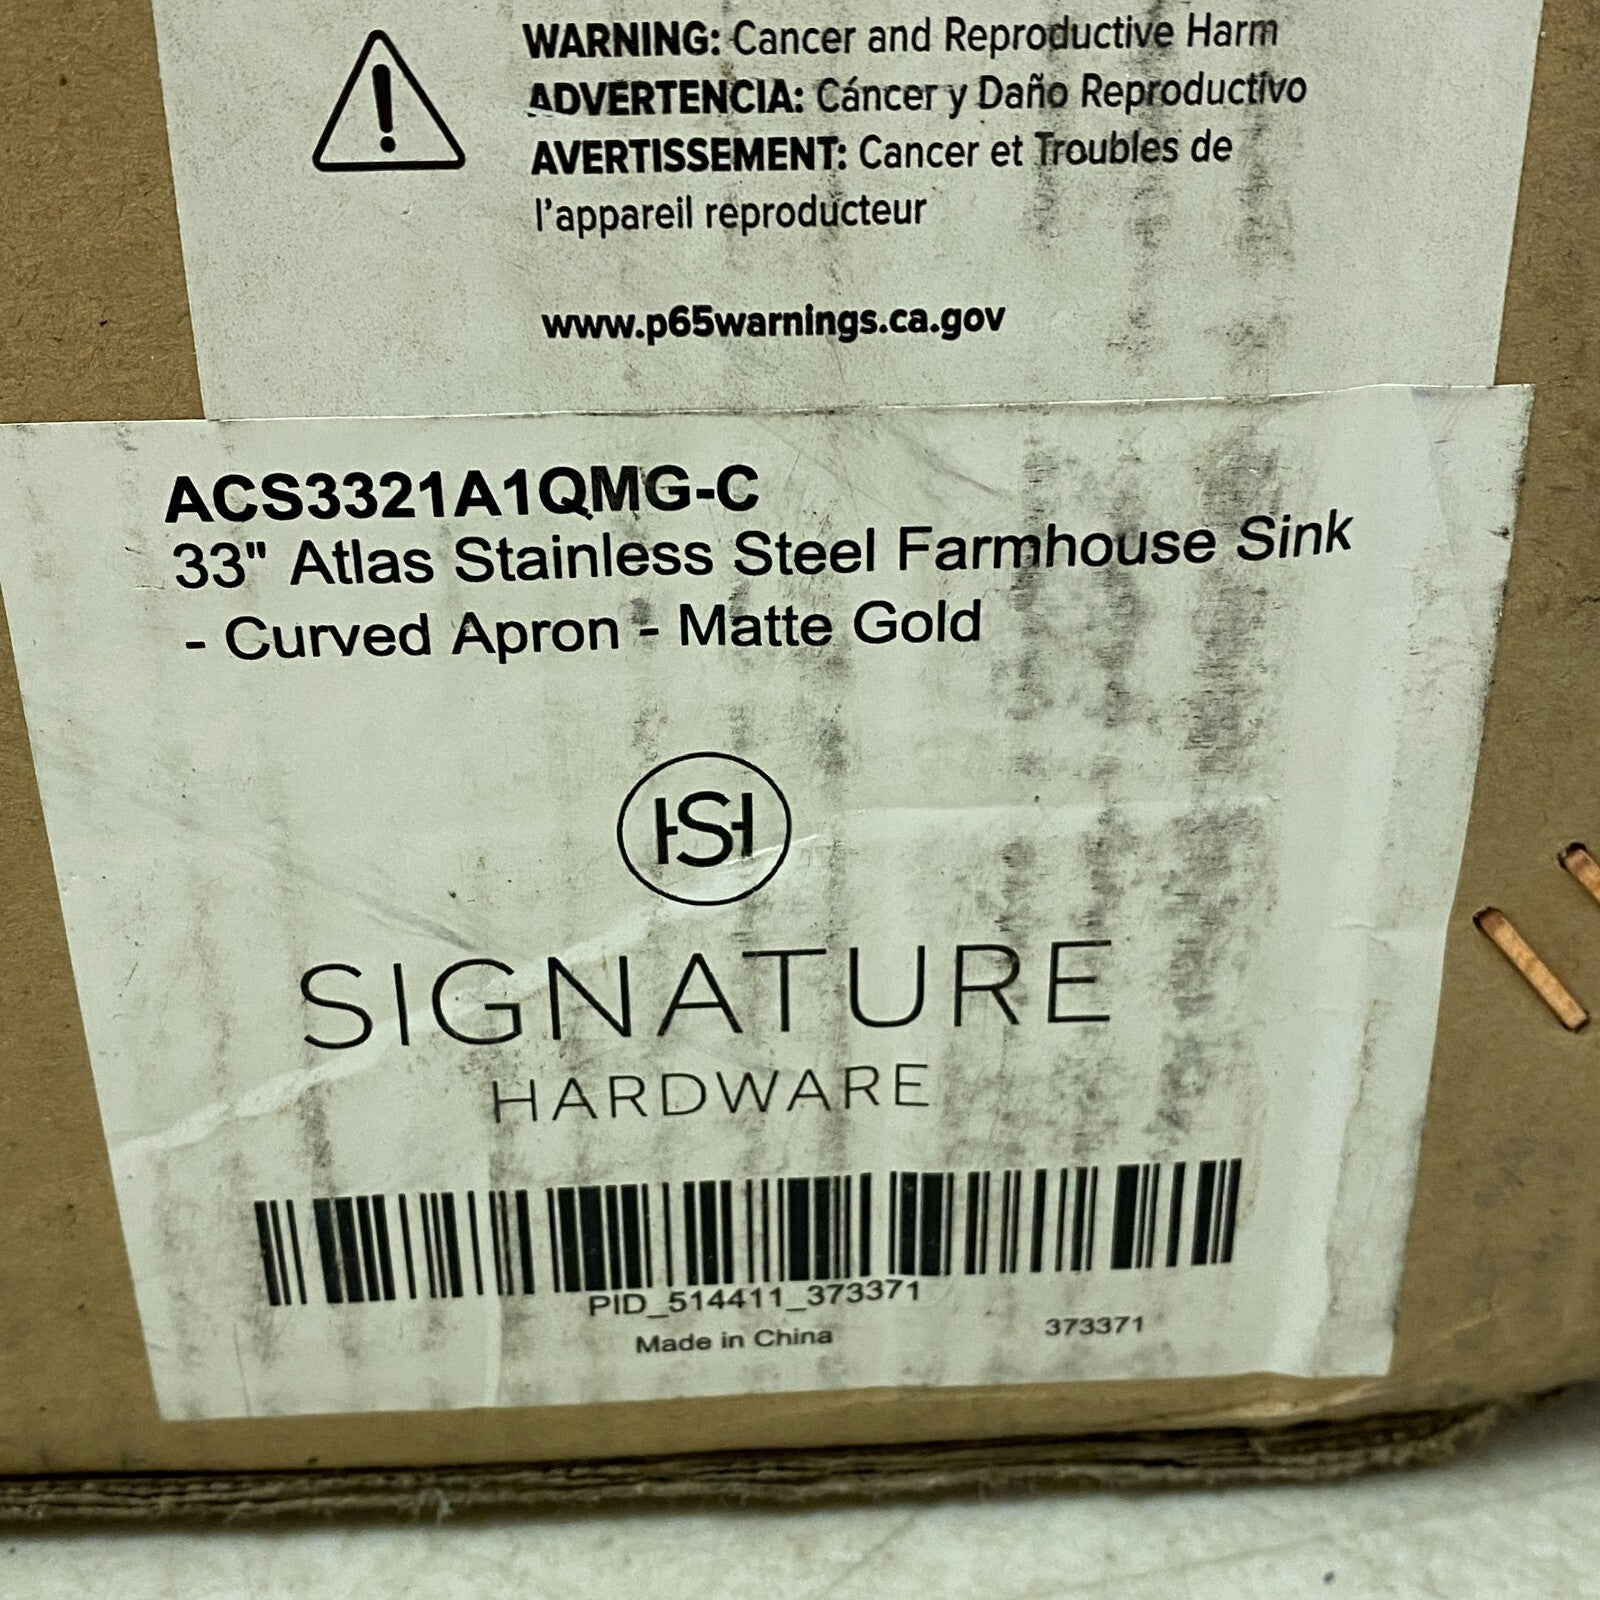 WARNING: Cancer and Reproductive Harm
ADVERTENCIA: Cáncer y Daño Reproductivo
AVERTISSEMENT: Cancer et Troubles de
l'appareil reproducteur
www.p65warnings.ca.gov
ACS3321A1QMG-C
33" Atlas Stainless Steel Farmhouse Sink
- Curved Apron - Matte Gold
HSH
SIGNATURE
HARDWARE
PID_514411_373371
Made in China 373371